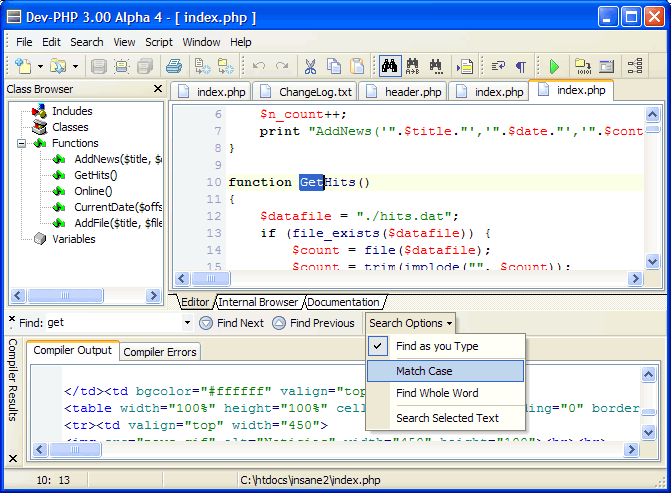 Dev-PHP 3.00 Alpha 4 - [ index.php ]
File Edit Search View Script Window Help
Class Browser
Includes
Classes
Functions
AddNews($title, $
GetHits()
Online()
CurrentDate($offs
AddFile($title, $file
Variables
index.php ChangeLog.txt header.php index.php index.php
6 $n_count++;
7 print "AddNews('".$title."','".$date."','".$cont
8 }
9
10 function GetHits()
11 {
12 $datafile = "./hits.dat";
13 if (file_exists($datafile)) {
14 $count = file($datafile);
15 $count = trim(implode("", $count));
Editor Internal Browser Documentation
Find: get Find Next Find Previous Search Options
Find as you Type
Match Case
Find Whole Word
Search Selected Text
Compiler Results
Compiler Output Compiler Errors
</td><td bgcolor="#ffffff" valign="top
<table width="100%" height="100%" cell ding="0" border
<tr><td valign="top" width="450">
10: 13 C:\htdocs\insane2\index.php